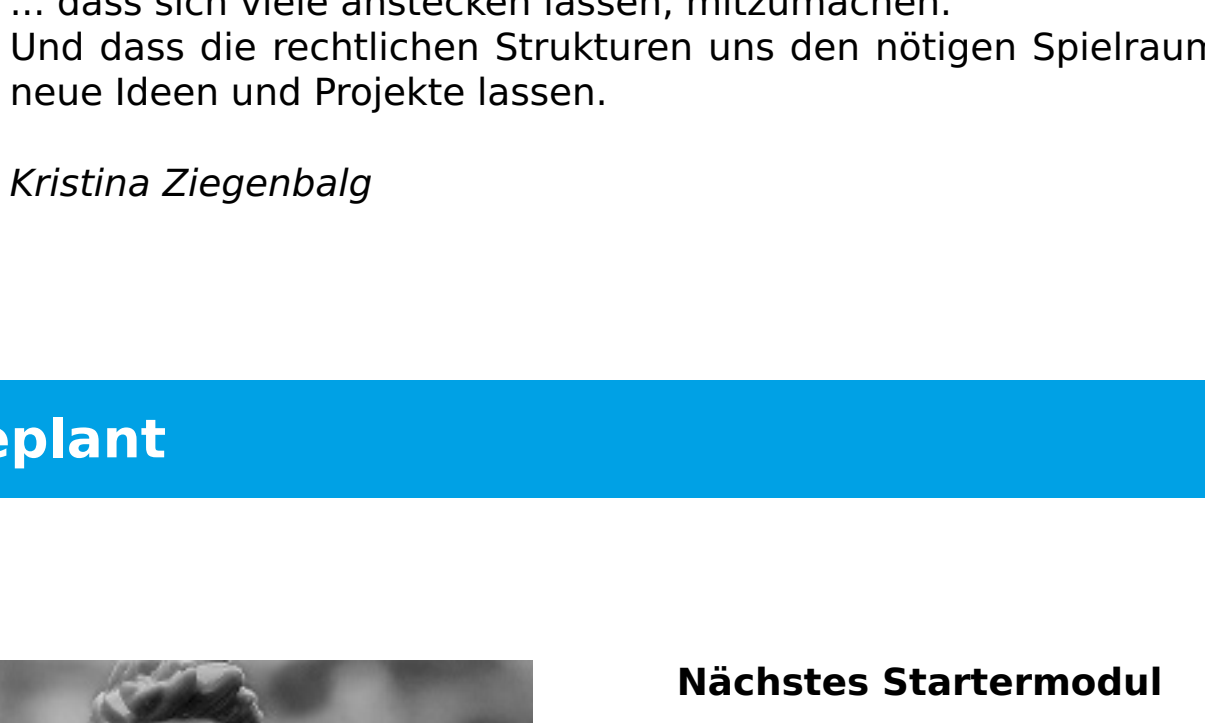 ... dass sich viele anstecken lassen, mitzumachen.
Und dass die rechtlichen Strukturen uns den nötigen Spielraum
neue Ideen und Projekte lassen.
Kristina Ziegenbalg
eplant
Nächstes Startermodul